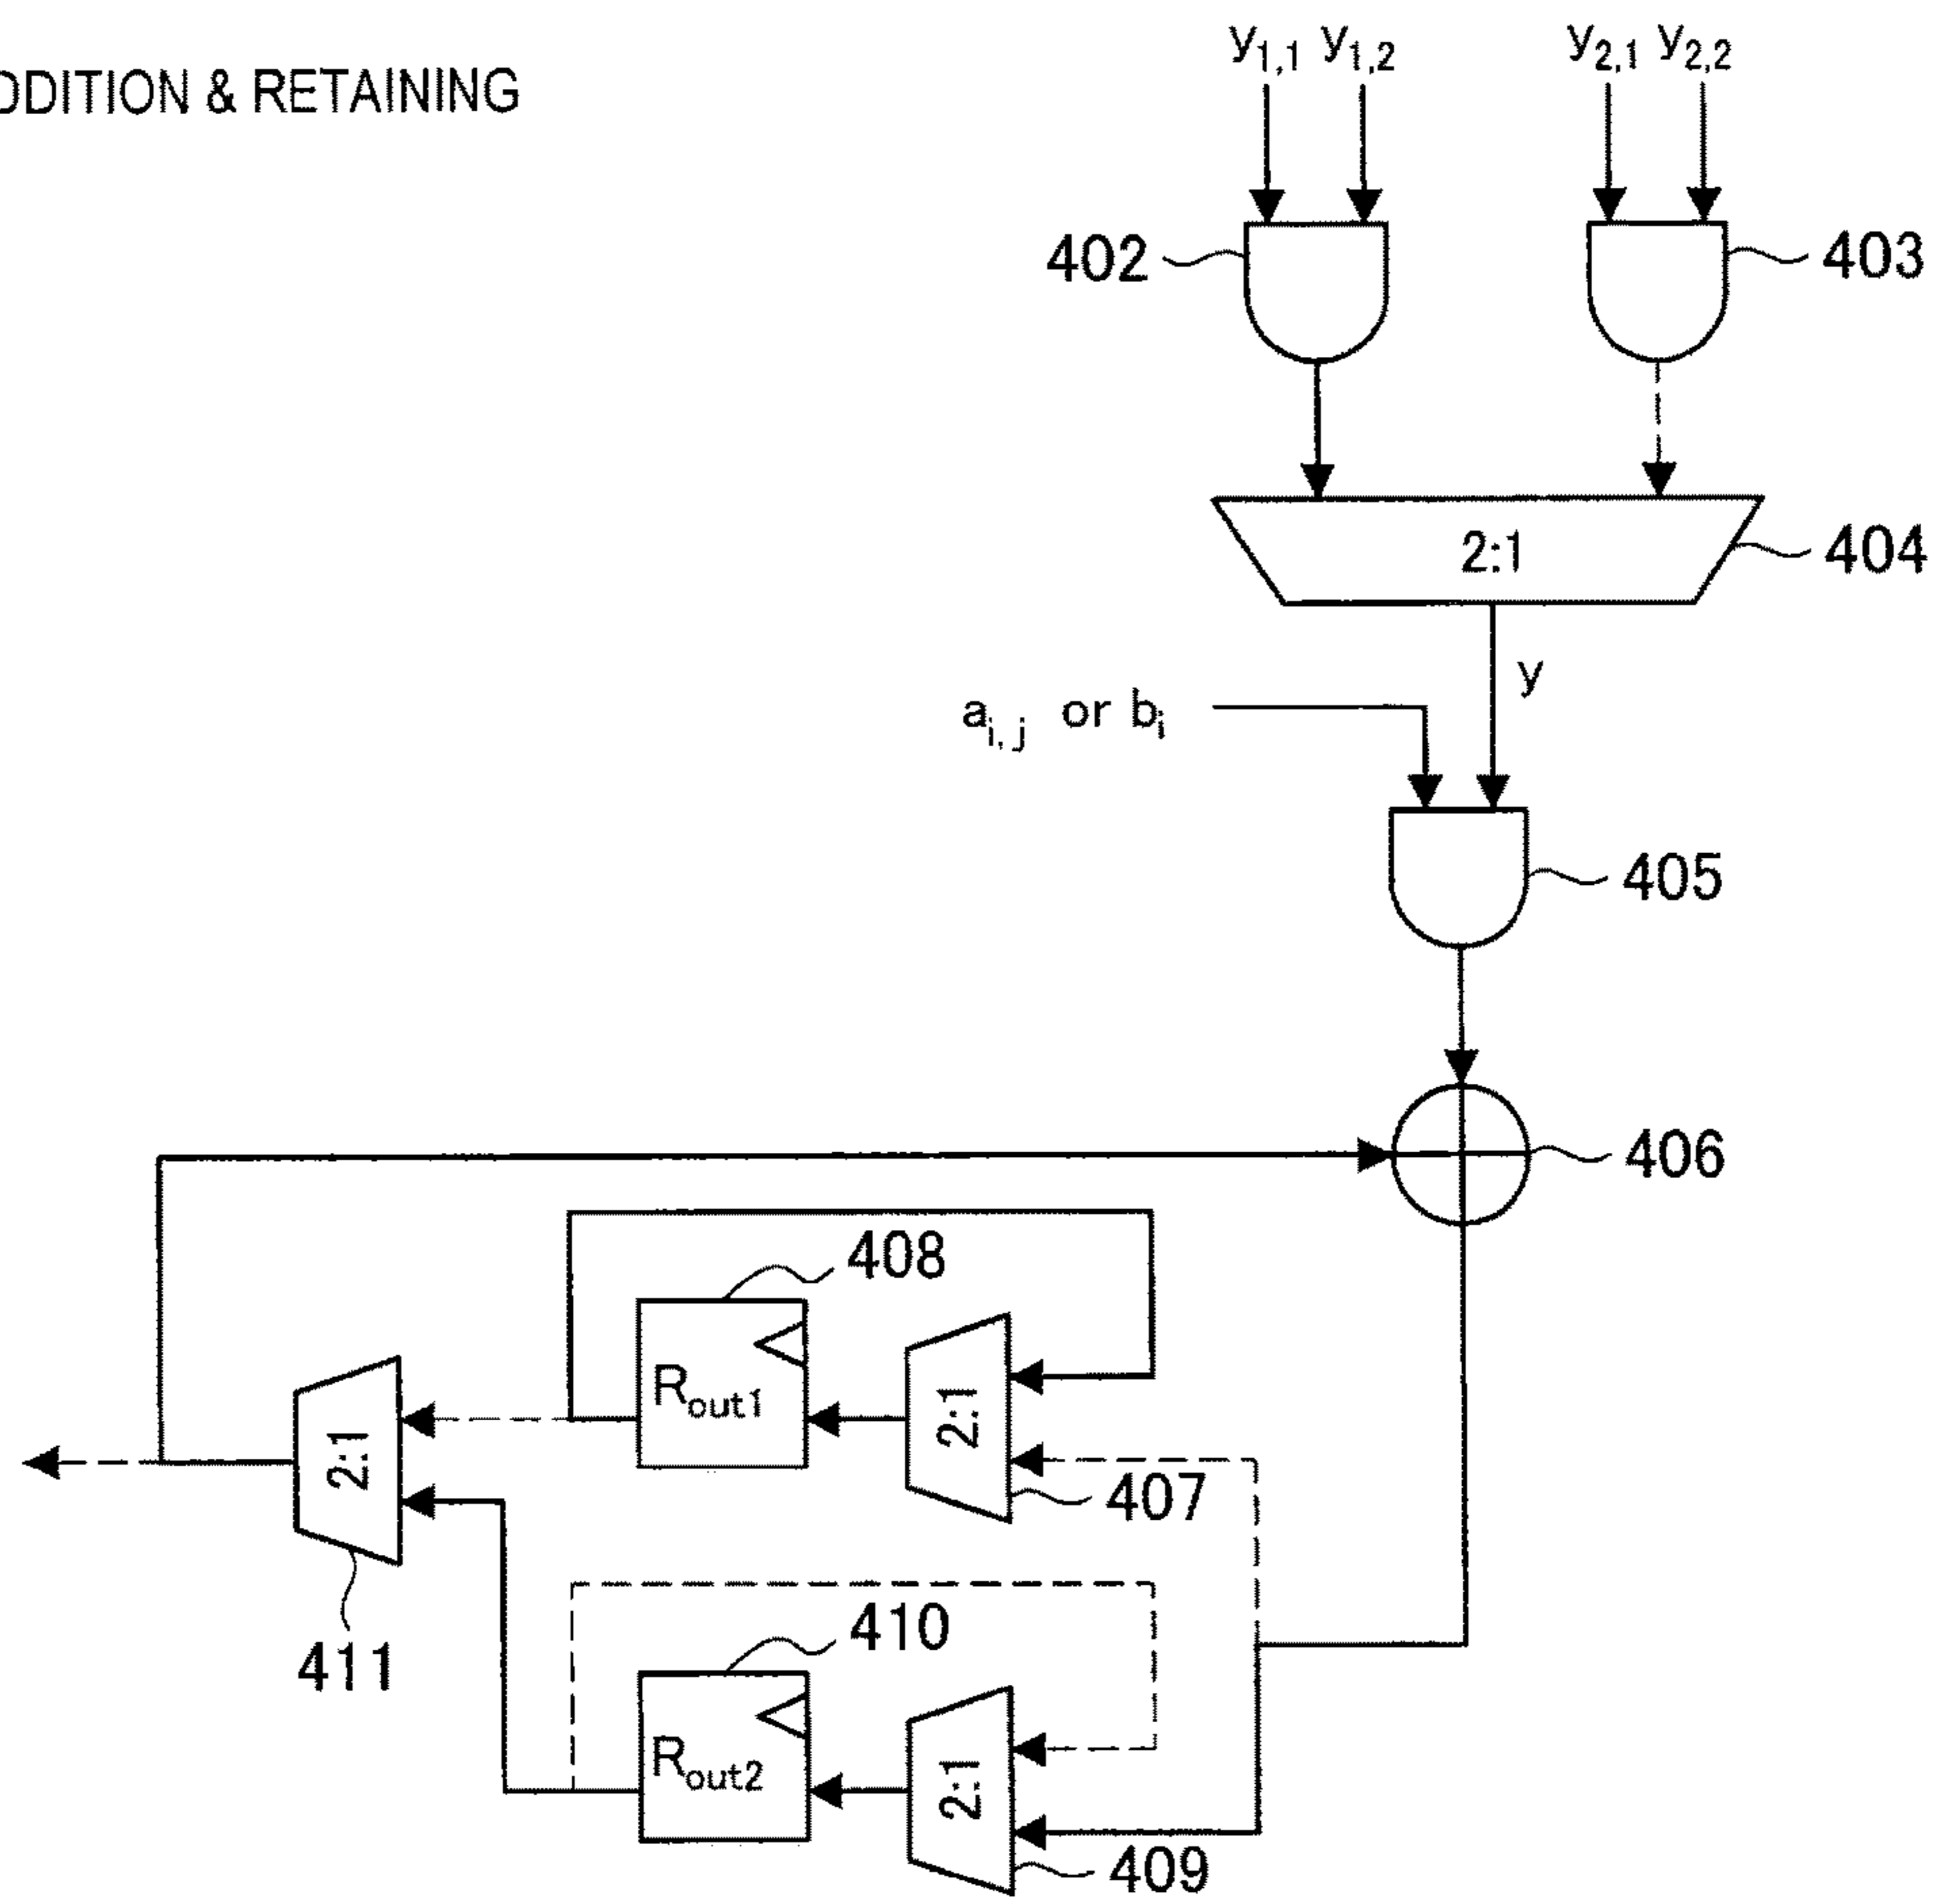 DDITION & RETAINING
y1,1 y1,2
y2,1 y2,2
402
403
2:1
404
y
ai,j or bi
405
406
408
Rout1
2:1
407
2:1
411
410
Rout2
2:1
409